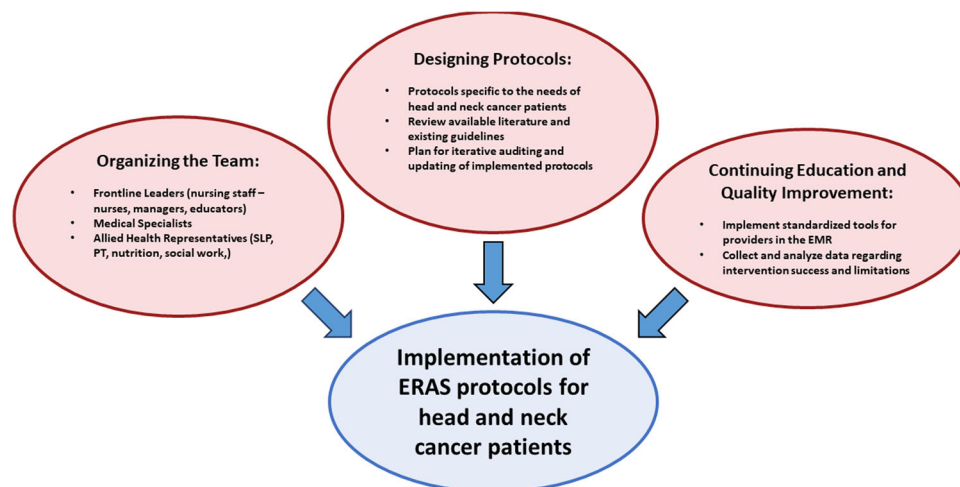 Designing Protocols:
• Protocols specific to the needs of
head and neck cancer patients
• Review available literature and
existing guidelines
• Plan for iterative auditing and
updating of implemented protocols
Organizing the Team:
• Frontline Leaders (nursing staff –
nurses, managers, educators)
• Medical Specialists
• Allied Health Representatives (SLP,
PT, nutrition, social work,)
Continuing Education and
Quality Improvement:
• Implement standardized tools for
providers in the EMR
• Collect and analyze data regarding
intervention success and limitations
Implementation of
ERAS protocols for
head and neck
cancer patients